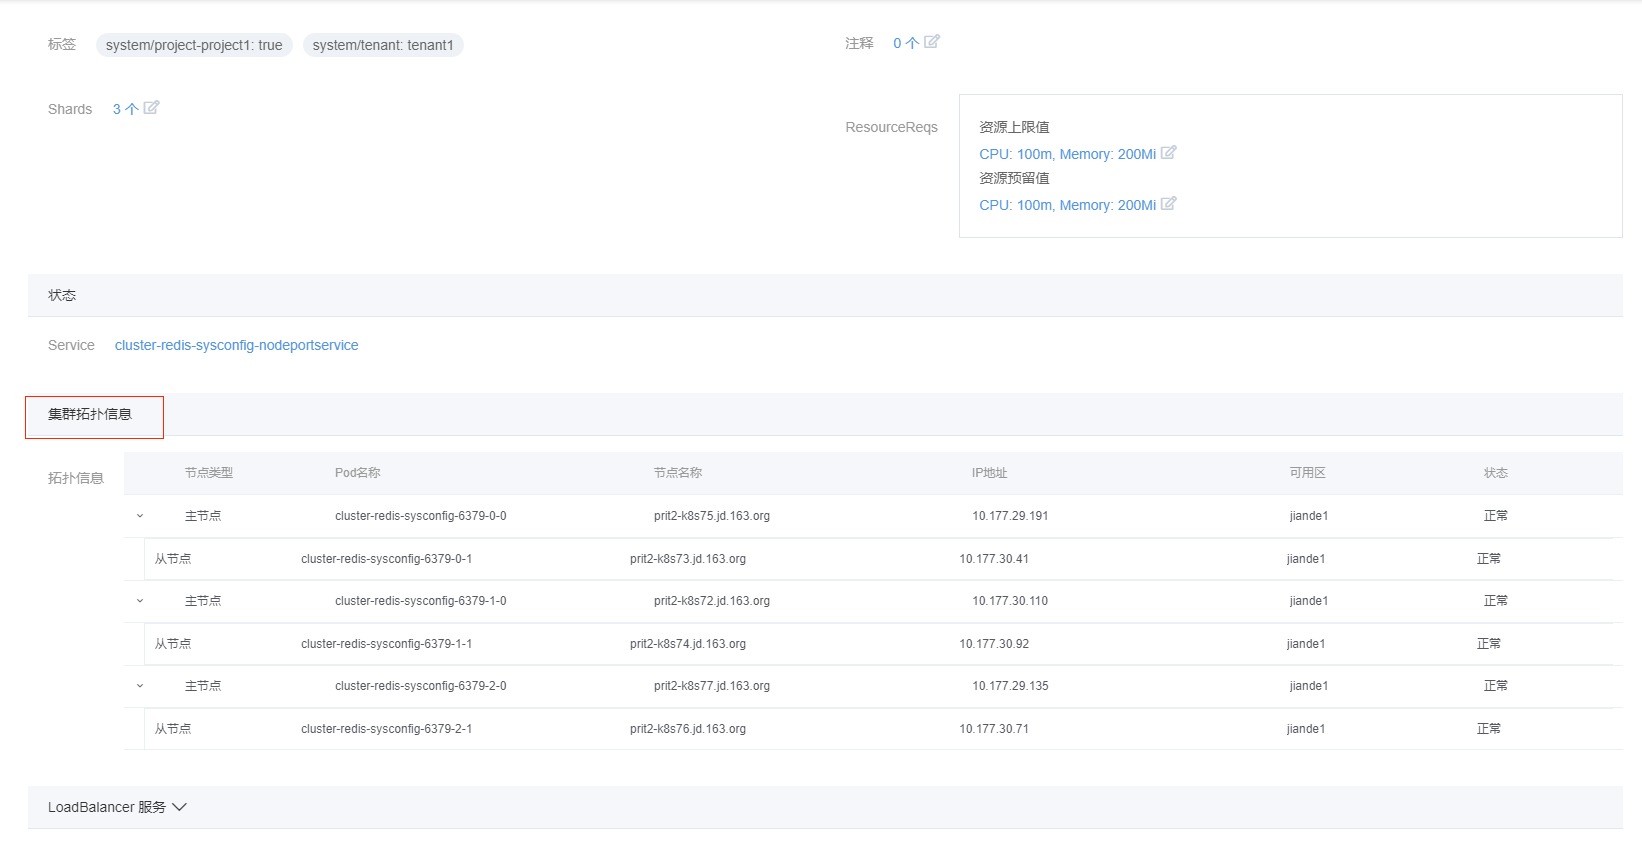 标签 system/project-project1: true system/tenant: tenant1 注释 0 个
Shards 3 个
ResourceReqs 资源上限值
CPU: 100m, Memory: 200Mi
资源预留值
CPU: 100m, Memory: 200Mi
状态
Service cluster-redis-sysconfig-nodeportservice
集群拓扑信息
拓扑信息 节点类型 Pod名称 节点名称 IP地址 可用区 状态
主节点 cluster-redis-sysconfig-6379-0-0 prit2-k8s75.jd.163.org 10.177.29.191 jiande1 正常
从节点 cluster-redis-sysconfig-6379-0-1 prit2-k8s73.jd.163.org 10.177.30.41 jiande1 正常
主节点 cluster-redis-sysconfig-6379-1-0 prit2-k8s72.jd.163.org 10.177.30.110 jiande1 正常
从节点 cluster-redis-sysconfig-6379-1-1 prit2-k8s74.jd.163.org 10.177.30.92 jiande1 正常
主节点 cluster-redis-sysconfig-6379-2-0 prit2-k8s77.jd.163.org 10.177.29.135 jiande1 正常
从节点 cluster-redis-sysconfig-6379-2-1 prit2-k8s76.jd.163.org 10.177.30.71 jiande1 正常
LoadBalancer 服务